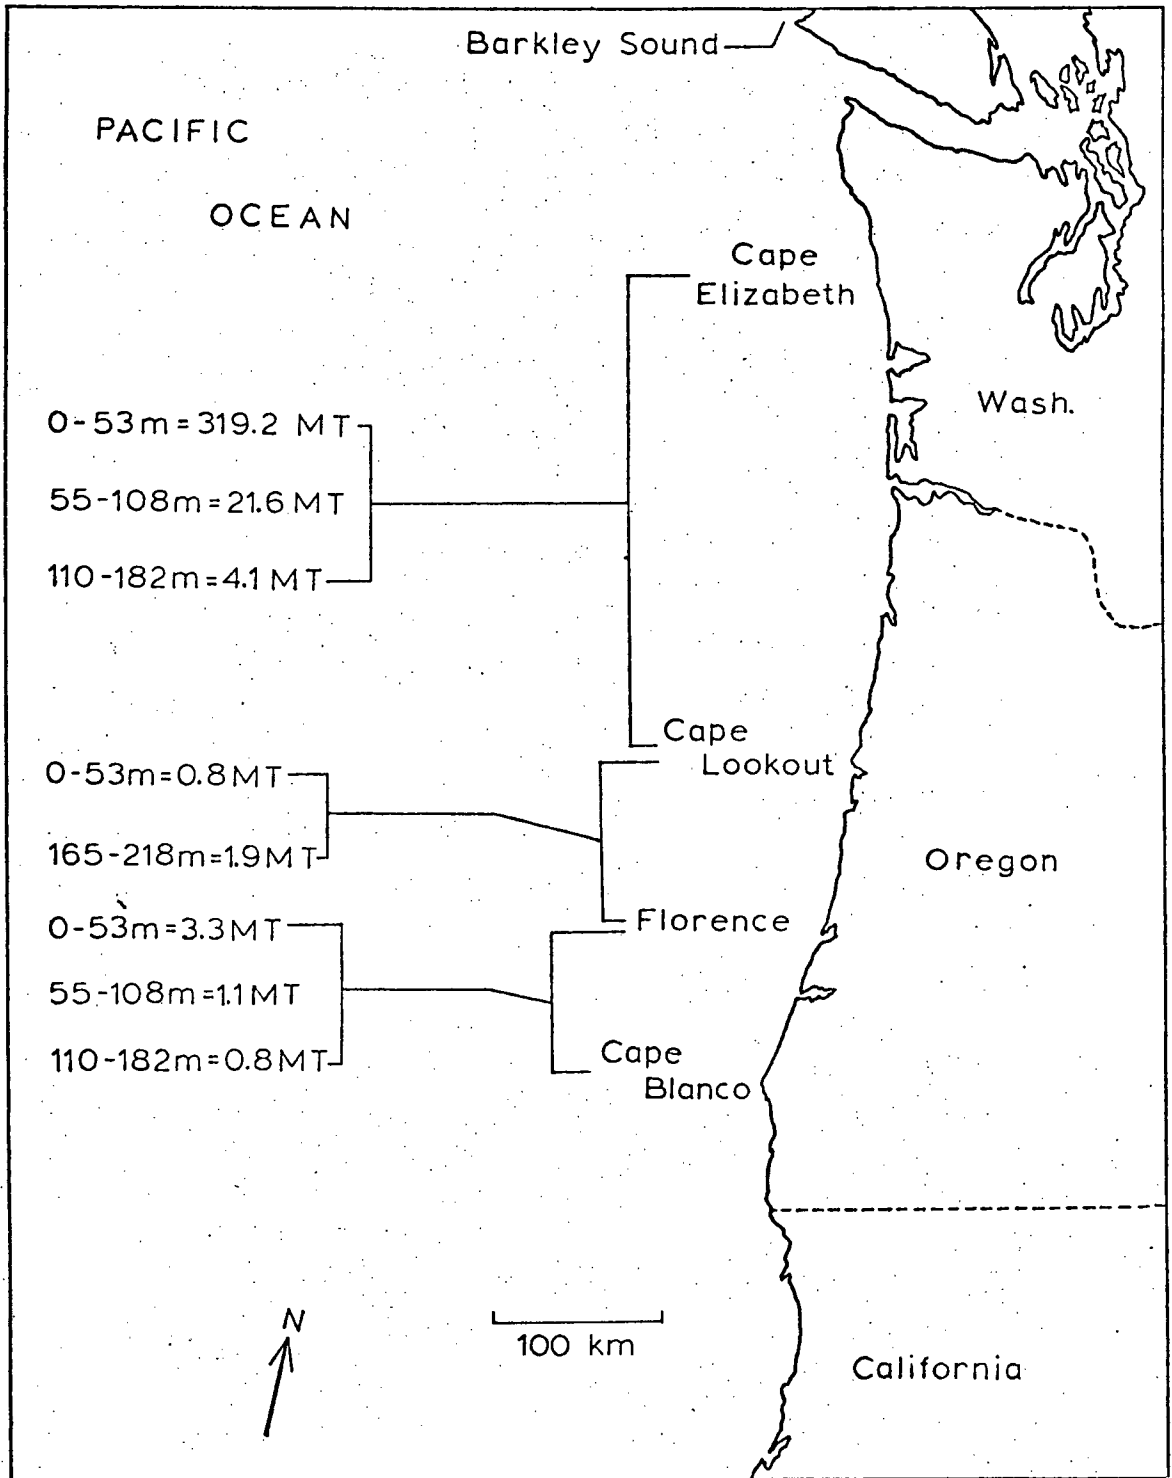 Barkley Sound
PACIFIC
OCEAN
Cape
Elizabeth
Wash.
0-53m=319.2 MT
55-108m=21.6 MT
110-182m=4.1 MT
Cape
Lookout
0-53m=0.8MT
165-218m=1.9MT
Oregon
0-53m=3.3MT
Florence
55-108m=1.1MT
110-182m=0.8MT
Cape
Blanco
N
100 km
California